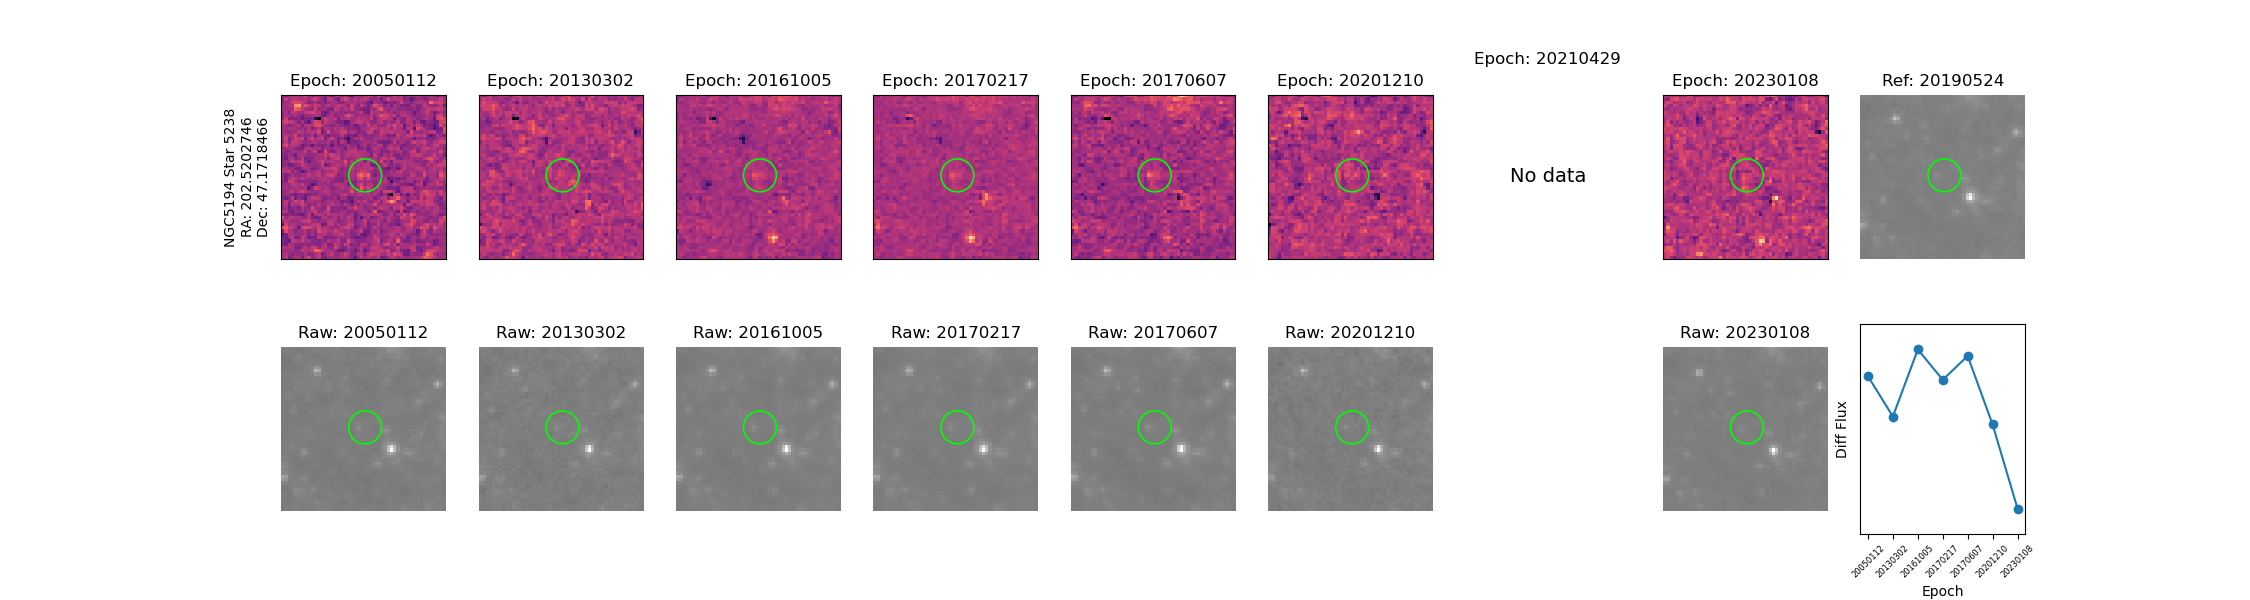 NGC5194 Star 5238
RA: 202.5202746
Dec: 47.1718466
Epoch: 20050112
Epoch: 20130302
Epoch: 20161005
Epoch: 20170217
Epoch: 20170607
Epoch: 20201210
Epoch: 20210429
No data
Epoch: 20230108
Ref: 20190524
Raw: 20050112
Raw: 20130302
Raw: 20161005
Raw: 20170217
Raw: 20170607
Raw: 20201210
Raw: 20230108
Diff Flux
20050112
20130302
20161005
20170217
20170607
20201210
20230108
Epoch